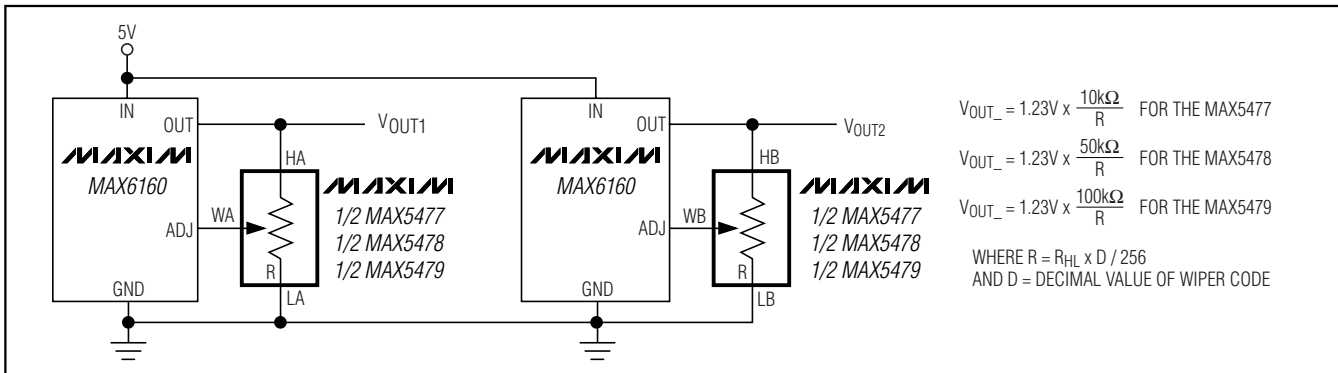 5V
IN
OUT
VOUT1
MAXIM
MAX6160
HA
WA
ADJ
R
LA
GND
MAXIM
1/2 MAX5477
1/2 MAX5478
1/2 MAX5479
IN
OUT
VOUT2
MAXIM
MAX6160
HB
WB
ADJ
R
LB
GND
MAXIM
1/2 MAX5477
1/2 MAX5478
1/2 MAX5479
VOUT_ = 1.23V x 10kΩ / R FOR THE MAX5477
VOUT_ = 1.23V x 50kΩ / R FOR THE MAX5478
VOUT_ = 1.23V x 100kΩ / R FOR THE MAX5479
WHERE R = RHL x D / 256
AND D = DECIMAL VALUE OF WIPER CODE